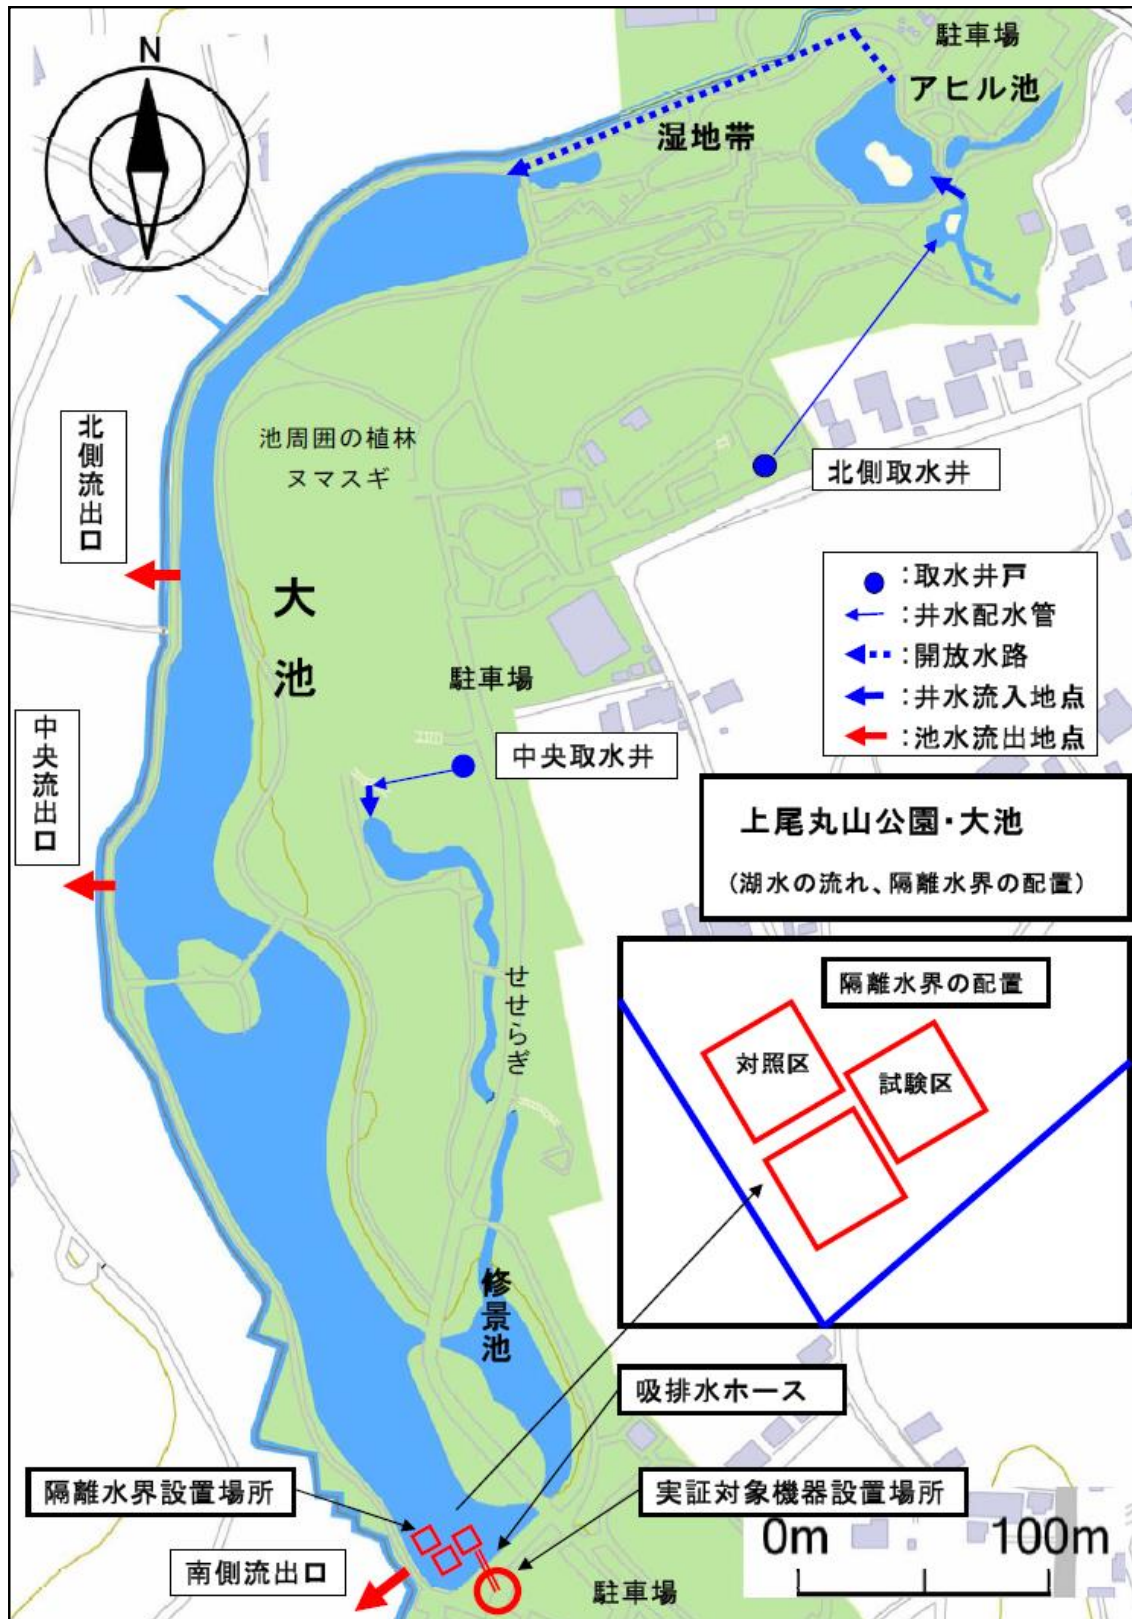 N
駐車場
アヒル池
湿地帯
北側流出口
池周囲の植林
ヌマスギ
北側取水井
大池
:取水井戸
:井水配水管
:開放水路
:井水流入地点
:池水流出地点
駐車場
中央流出口
中央取水井
上尾丸山公園・大池
(湖水の流れ、隔離水界の配置)
せせらぎ
隔離水界の配置
対照区
試験区
修景池
吸排水ホース
隔離水界設置場所
実証対象機器設置場所
南側流出口
駐車場
0m 100m